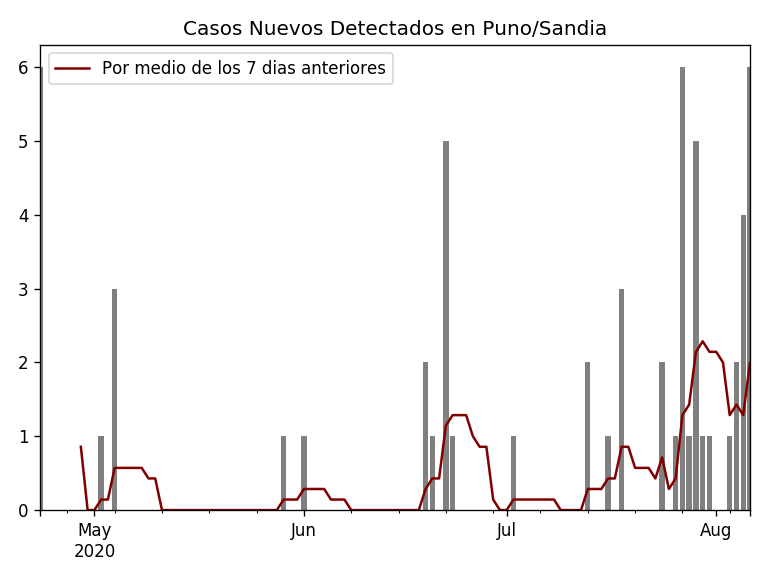 Casos Nuevos Detectados en Puno/Sandia
Por medio de los 7 dias anteriores
6
5
4
3
2
1
0
May Jun Jul Aug
2020